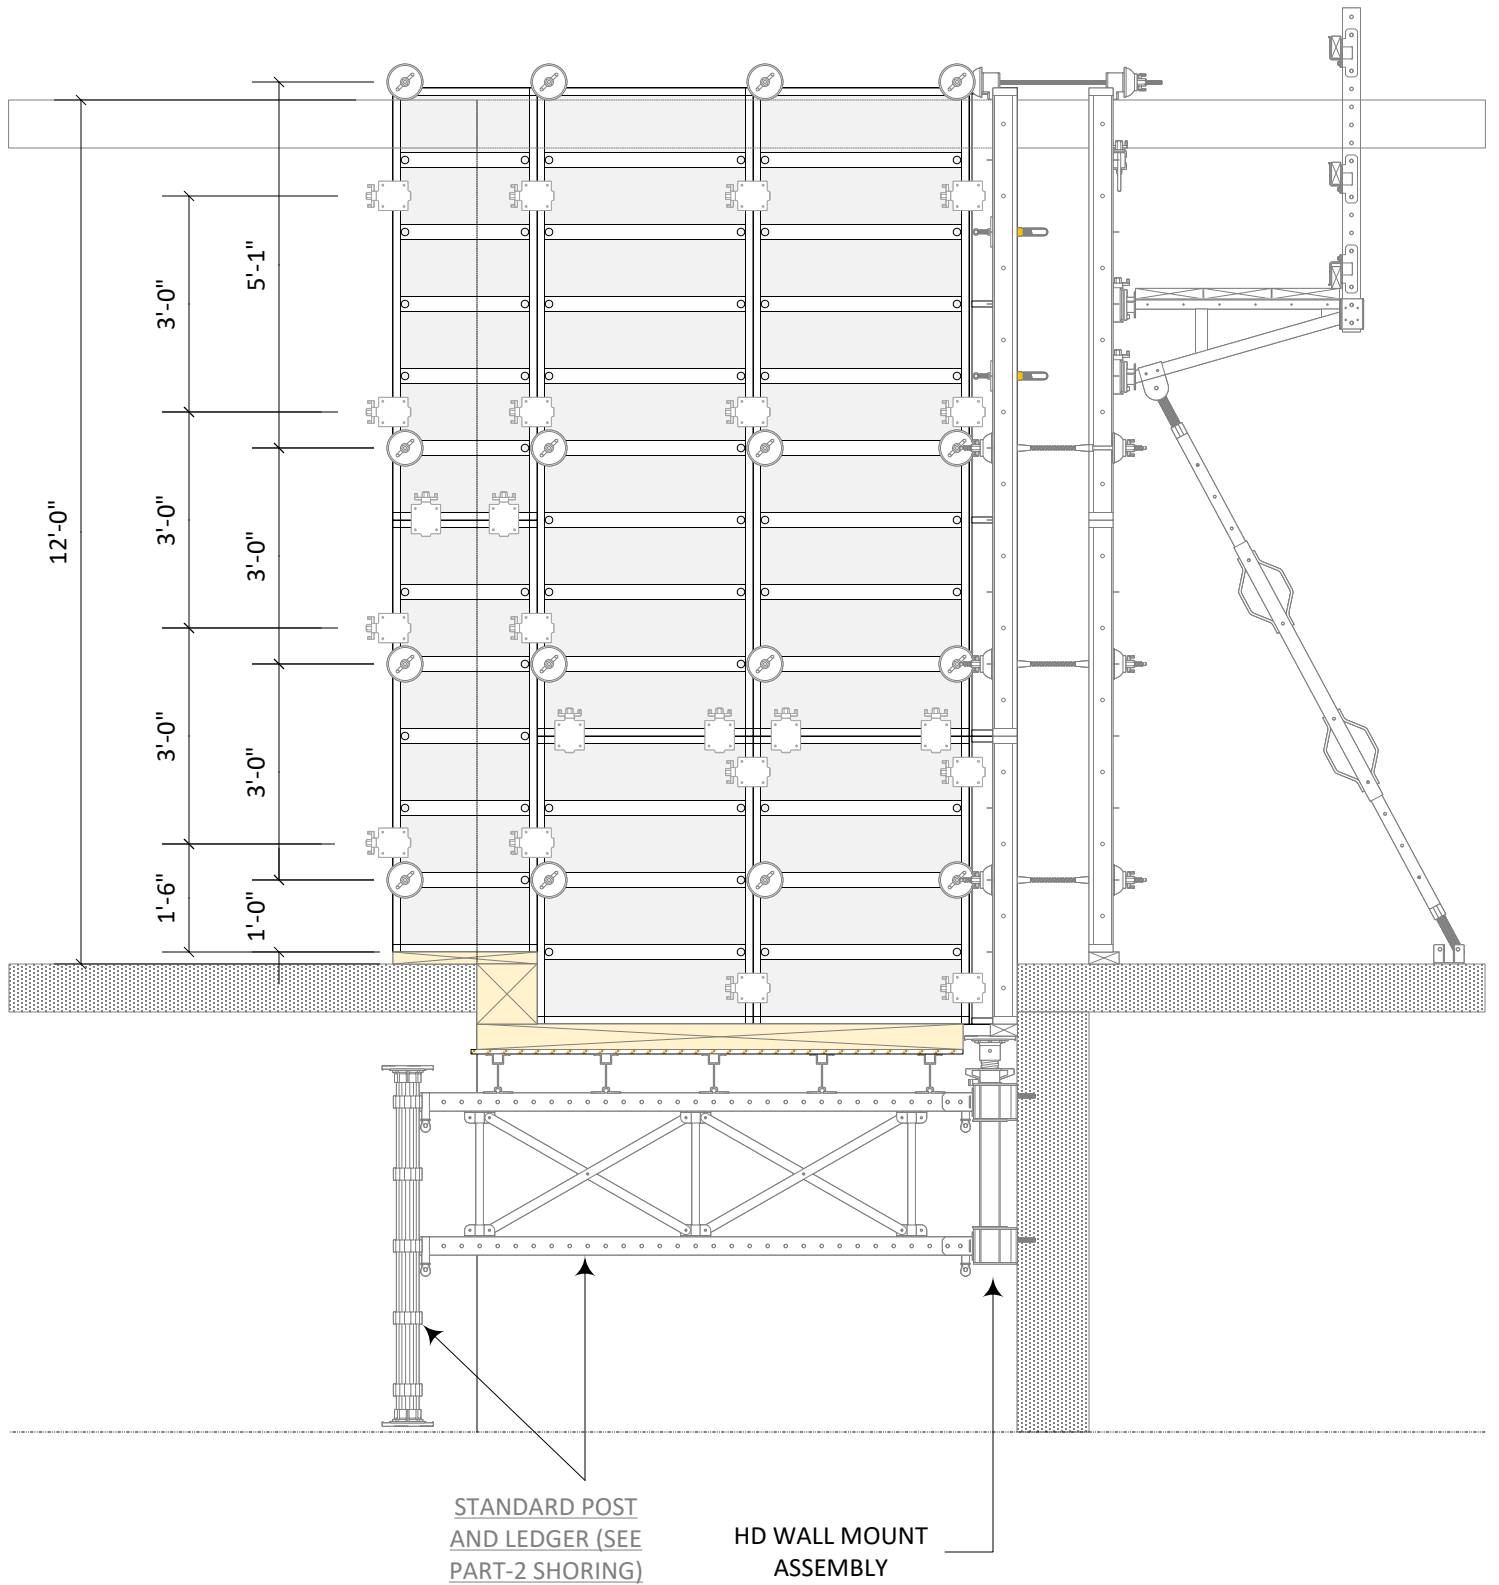 5'-1"
3'-0"
3'-0"
12'-0"
3'-0"
3'-0"
3'-0"
1'-6"
1'-0"
STANDARD POST
AND LEDGER (SEE
PART-2 SHORING)
HD WALL MOUNT
ASSEMBLY